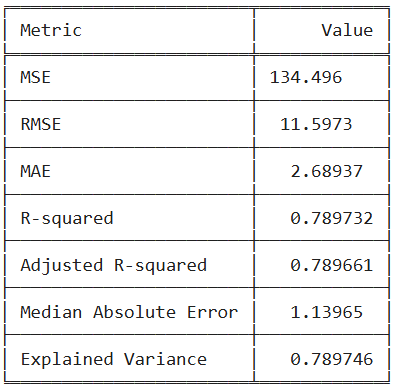 Metric Value
MSE 134.496
RMSE 11.5973
MAE 2.68937
R-squared 0.789732
Adjusted R-squared 0.789661
Median Absolute Error 1.13965
Explained Variance 0.789746